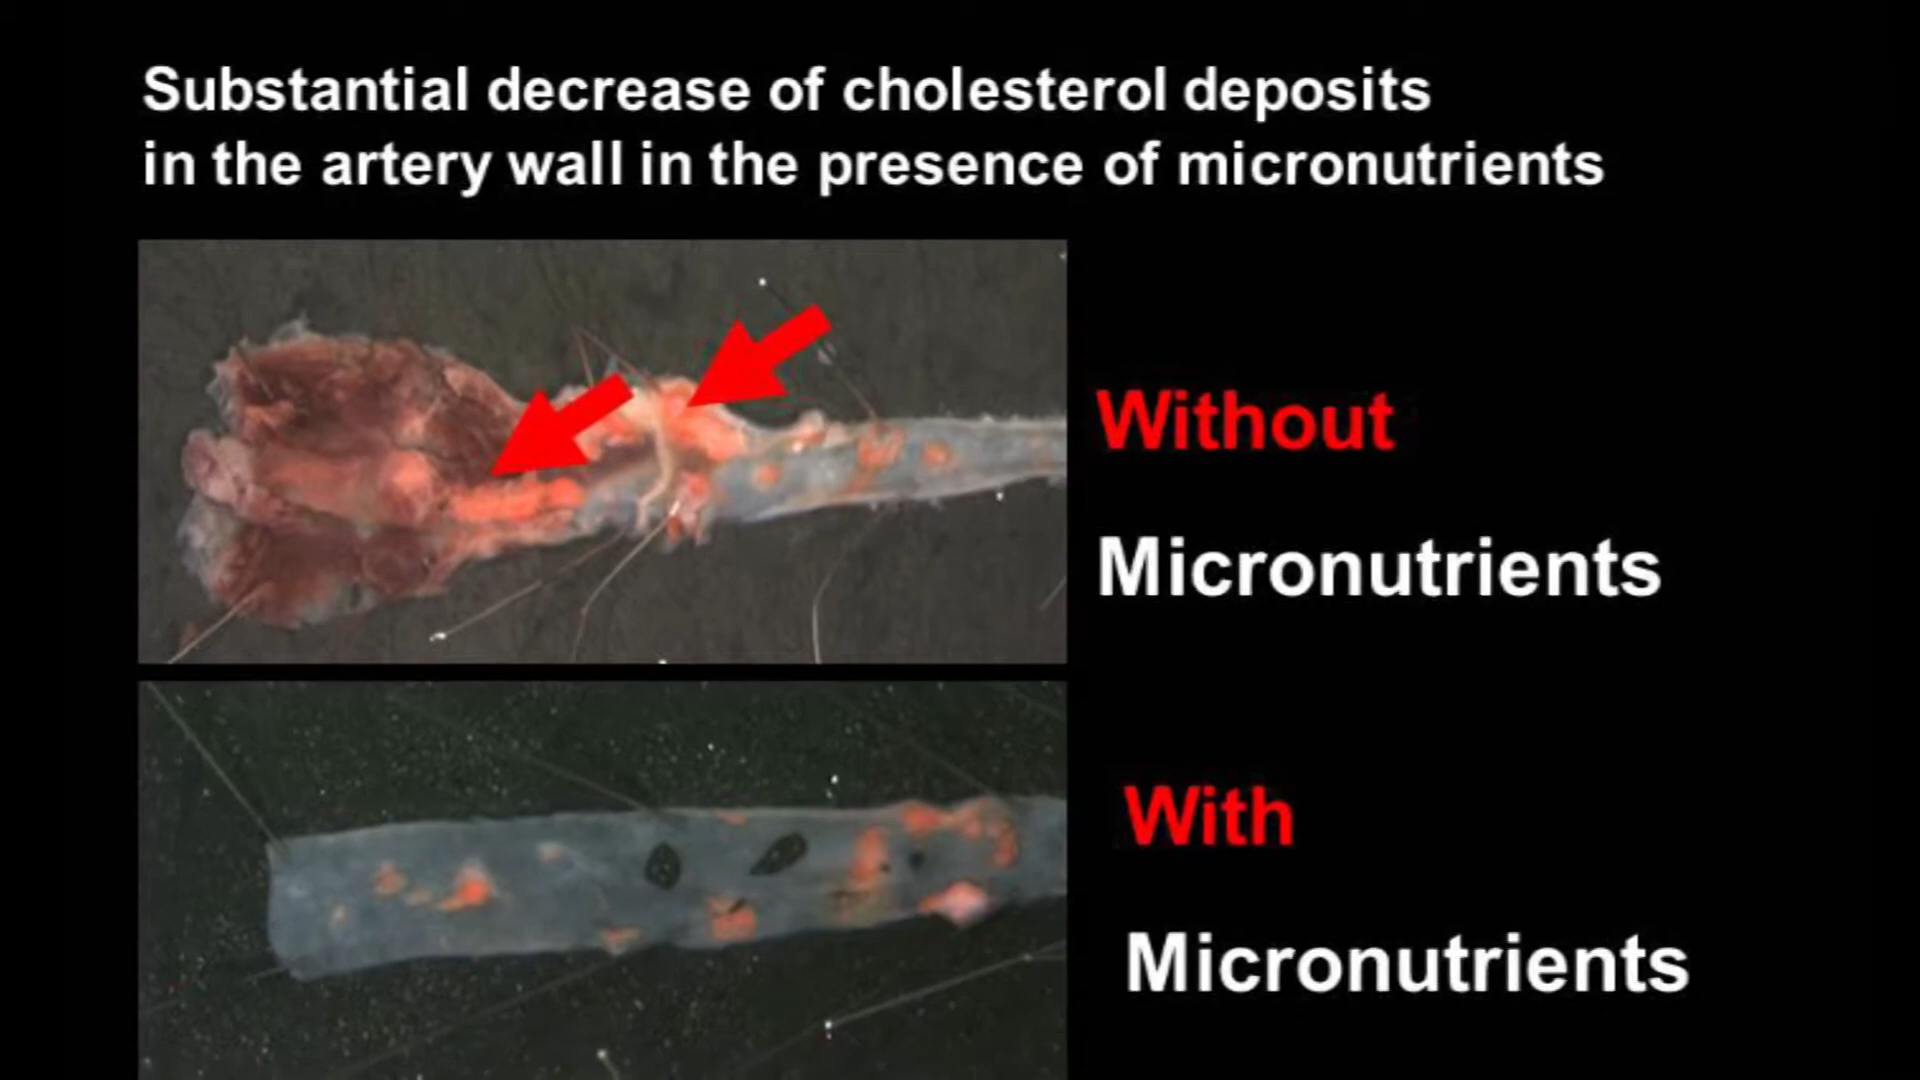 Substantial decrease of cholesterol deposits
in the artery wall in the presence of micronutrients
Without
Micronutrients
With
Micronutrients